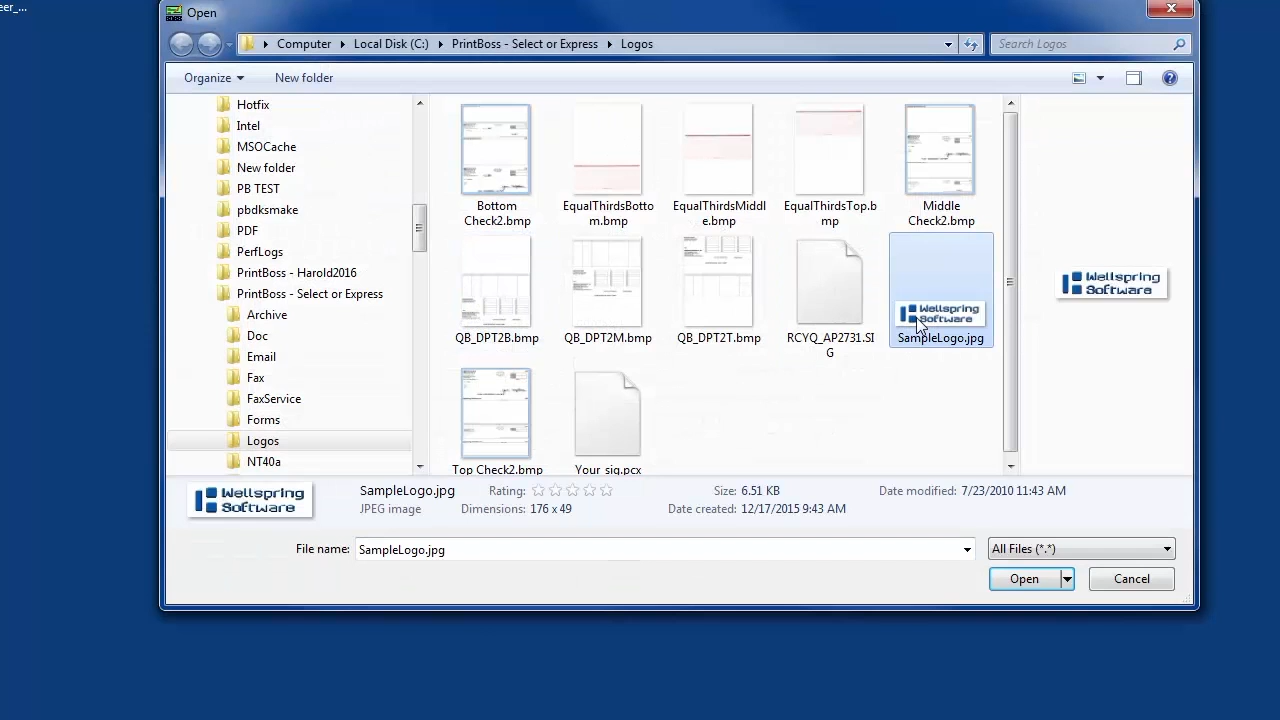 eer_...
Open
Computer
Local Disk (C:)
PrintBoss - Select or Express
Logos
Search Logos
Organize
New folder
Hotfix
Intel
MSOCache
New folder
PB TEST
pbdksmake
PDF
PerfLogs
PrintBoss - Harold2016
PrintBoss - Select or Express
Archive
Doc
Email
Fax
FaxService
Forms
Logos
NT40a
Bottom
Check2.bmp
EqualThirdsBotto
m.bmp
EqualThirdsMiddl
e.bmp
EqualThirdsTop.b
mp
Middle
Check2.bmp
QB_DPT2B.bmp
QB_DPT2M.bmp
QB_DPT2T.bmp
RCYQ_AP2731.SI
G
Wellspring
Software
SampleLogo.jpg
Top Check2.bmp
Your sig.pcx
Wellspring
Software
Wellspring
Software
SampleLogo.jpg
JPEG image
Rating:
Dimensions: 176 x 49
Size: 6.51 KB
Date created: 12/17/2015 9:43 AM
Date modified: 7/23/2010 11:43 AM
File name:
SampleLogo.jpg
All Files (*.*)
Open
Cancel